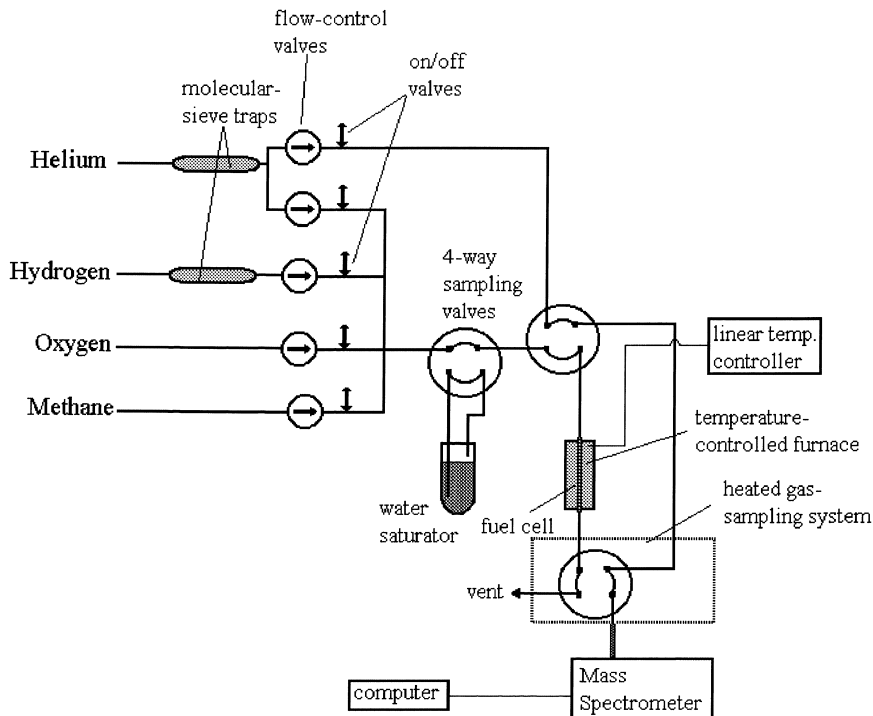 flow-control
valves
on/off
valves
molecular-
sieve traps
Helium
Hydrogen
4-way
sampling
valves
Oxygen
linear temp.
controller
Methane
temperature-
controlled furnace
heated gas-
sampling system
water
saturator
fuel cell
vent
Mass
Spectrometer
computer